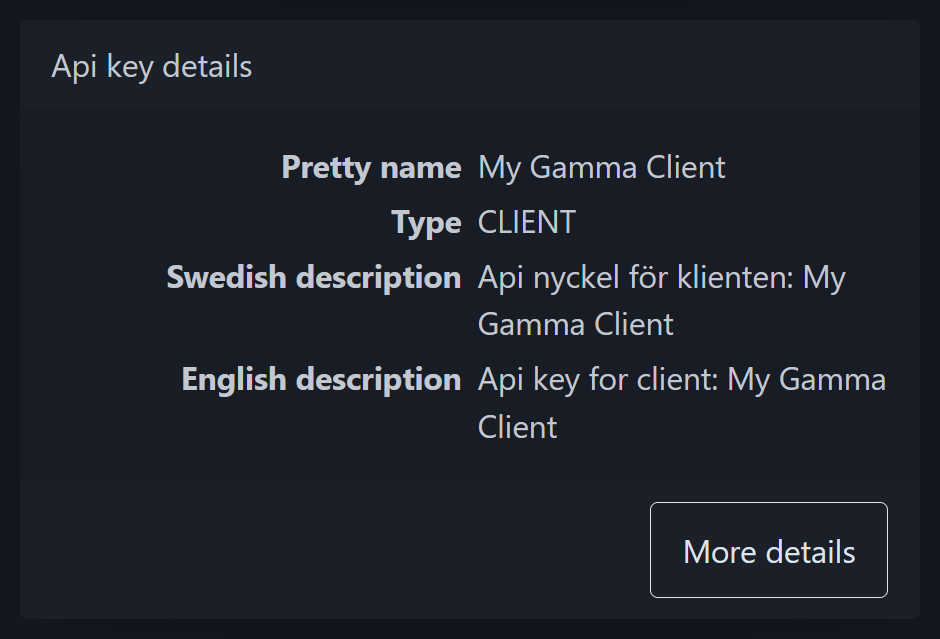 Api key details
Pretty name My Gamma Client
Type CLIENT
Swedish description Api nyckel för klienten: My
Gamma Client
English description Api key for client: My Gamma
Client
More details